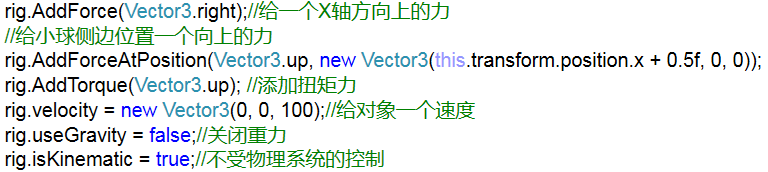 rig.AddForce(Vector3.right);//给一个X轴方向上的力
//给小球侧边位置一个向上的力
rig.AddForceAtPosition(Vector3.up, new Vector3(this.transform.position.x + 0.5f, 0, 0));
rig.AddTorque(Vector3.up); //添加扭矩力
rig.velocity = new Vector3(0, 0, 100);//给对象一个速度
rig.useGravity = false;//关闭重力
rig.isKinematic = true;//不受物理系统的控制